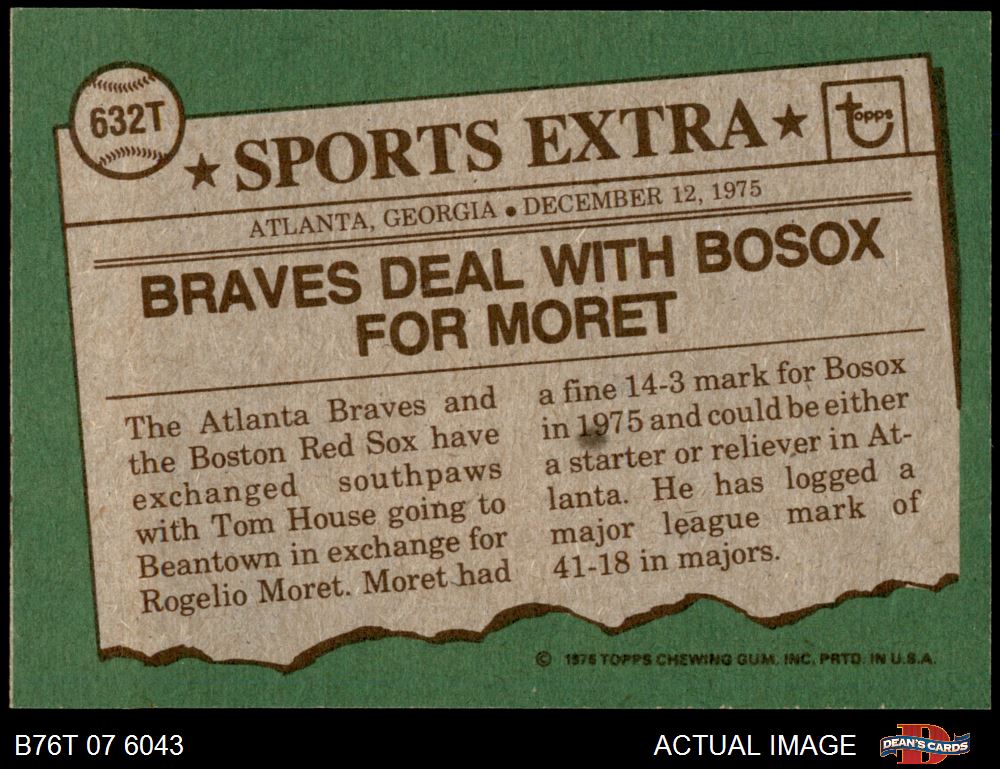 632T
★ SPORTS EXTRA ★
topps
ATLANTA, GEORGIA • DECEMBER 12, 1975
BRAVES DEAL WITH BOSOX
FOR MORET
The Atlanta Braves and
the Boston Red Sox have
exchanged southpaws
with Tom House going to
Beantown in exchange for
Rogelio Moret. Moret had
a fine 14-3 mark for Bosox
in 1975 and could be either
a starter or reliever in At-
lanta. He has logged a
major league mark of
41-18 in majors.
© 1976 TOPPS CHEWING GUM, INC. PRTD. IN U.S.A.
B76T 07 6043
ACTUAL IMAGE
DEAN'S CARDS